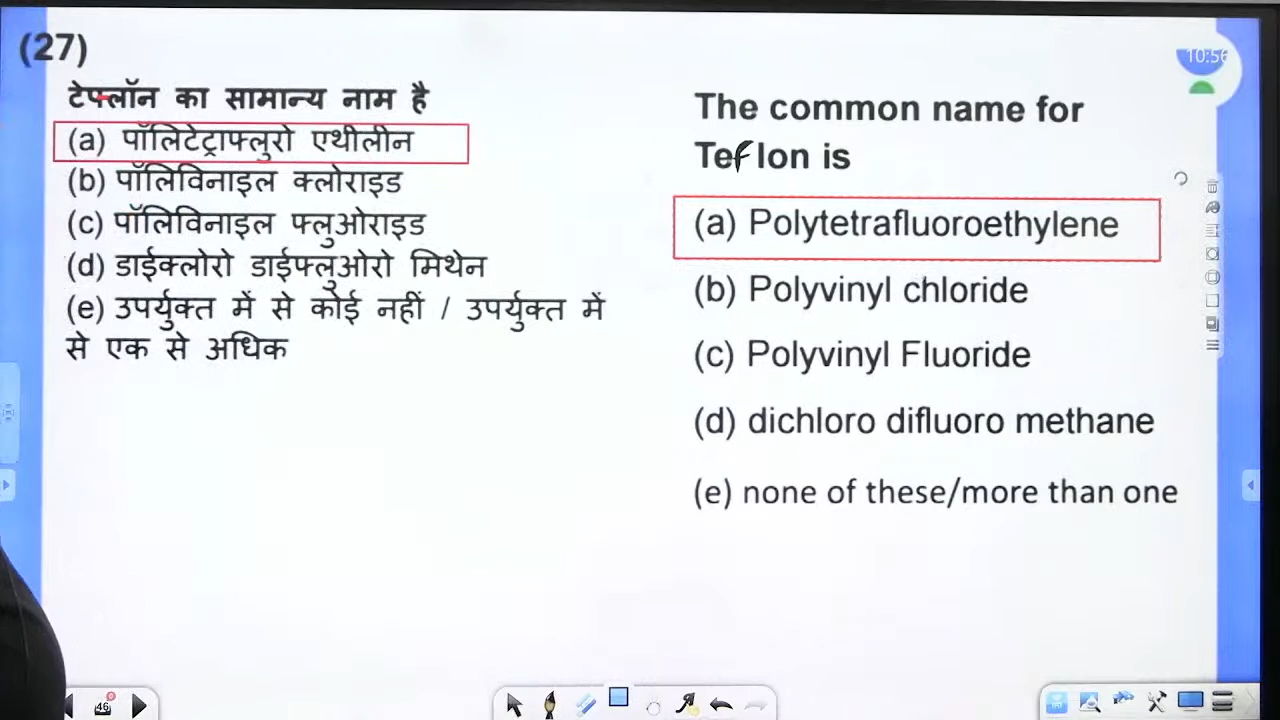 (27)
10:56
टेफ्लॉन का सामान्य नाम है
(a) पॉलिटेट्राफ्लुरो एथीलीन
(b) पॉलिविनाइल क्लोराइड
(c) पॉलिविनाइल फ्लुओराइड
(d) डाईक्लोरो डाईफ्लुओरो मिथेन
(e) उपर्युक्त में से कोई नहीं / उपर्युक्त में
से एक से अधिक
The common name for
Teflon is
(a) Polytetrafluoroethylene
(b) Polyvinyl chloride
(c) Polyvinyl Fluoride
(d) dichloro difluoro methane
(e) none of these/more than one
46